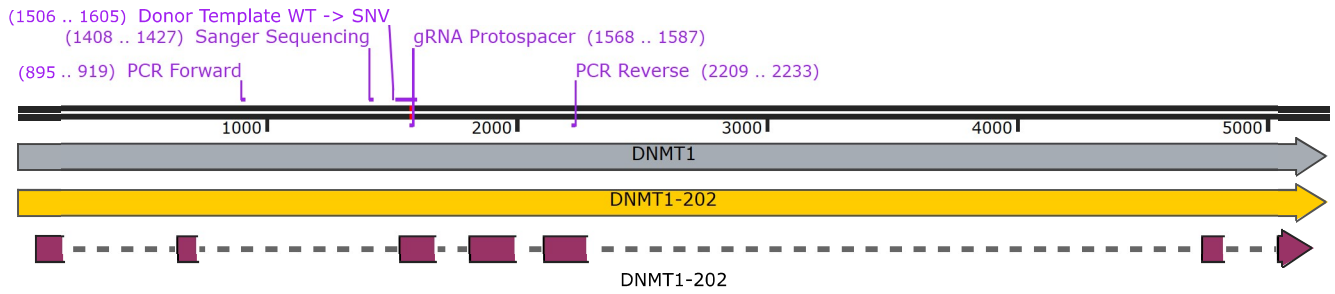 (1506 .. 1605) Donor Template WT -> SNV
(1408 .. 1427) Sanger Sequencing
gRNA Protospacer (1568 .. 1587)
(895 .. 919) PCR Forward
PCR Reverse (2209 .. 2233)
1000 2000 3000 4000 5000
DNMT1
DNMT1-202
DNMT1-202